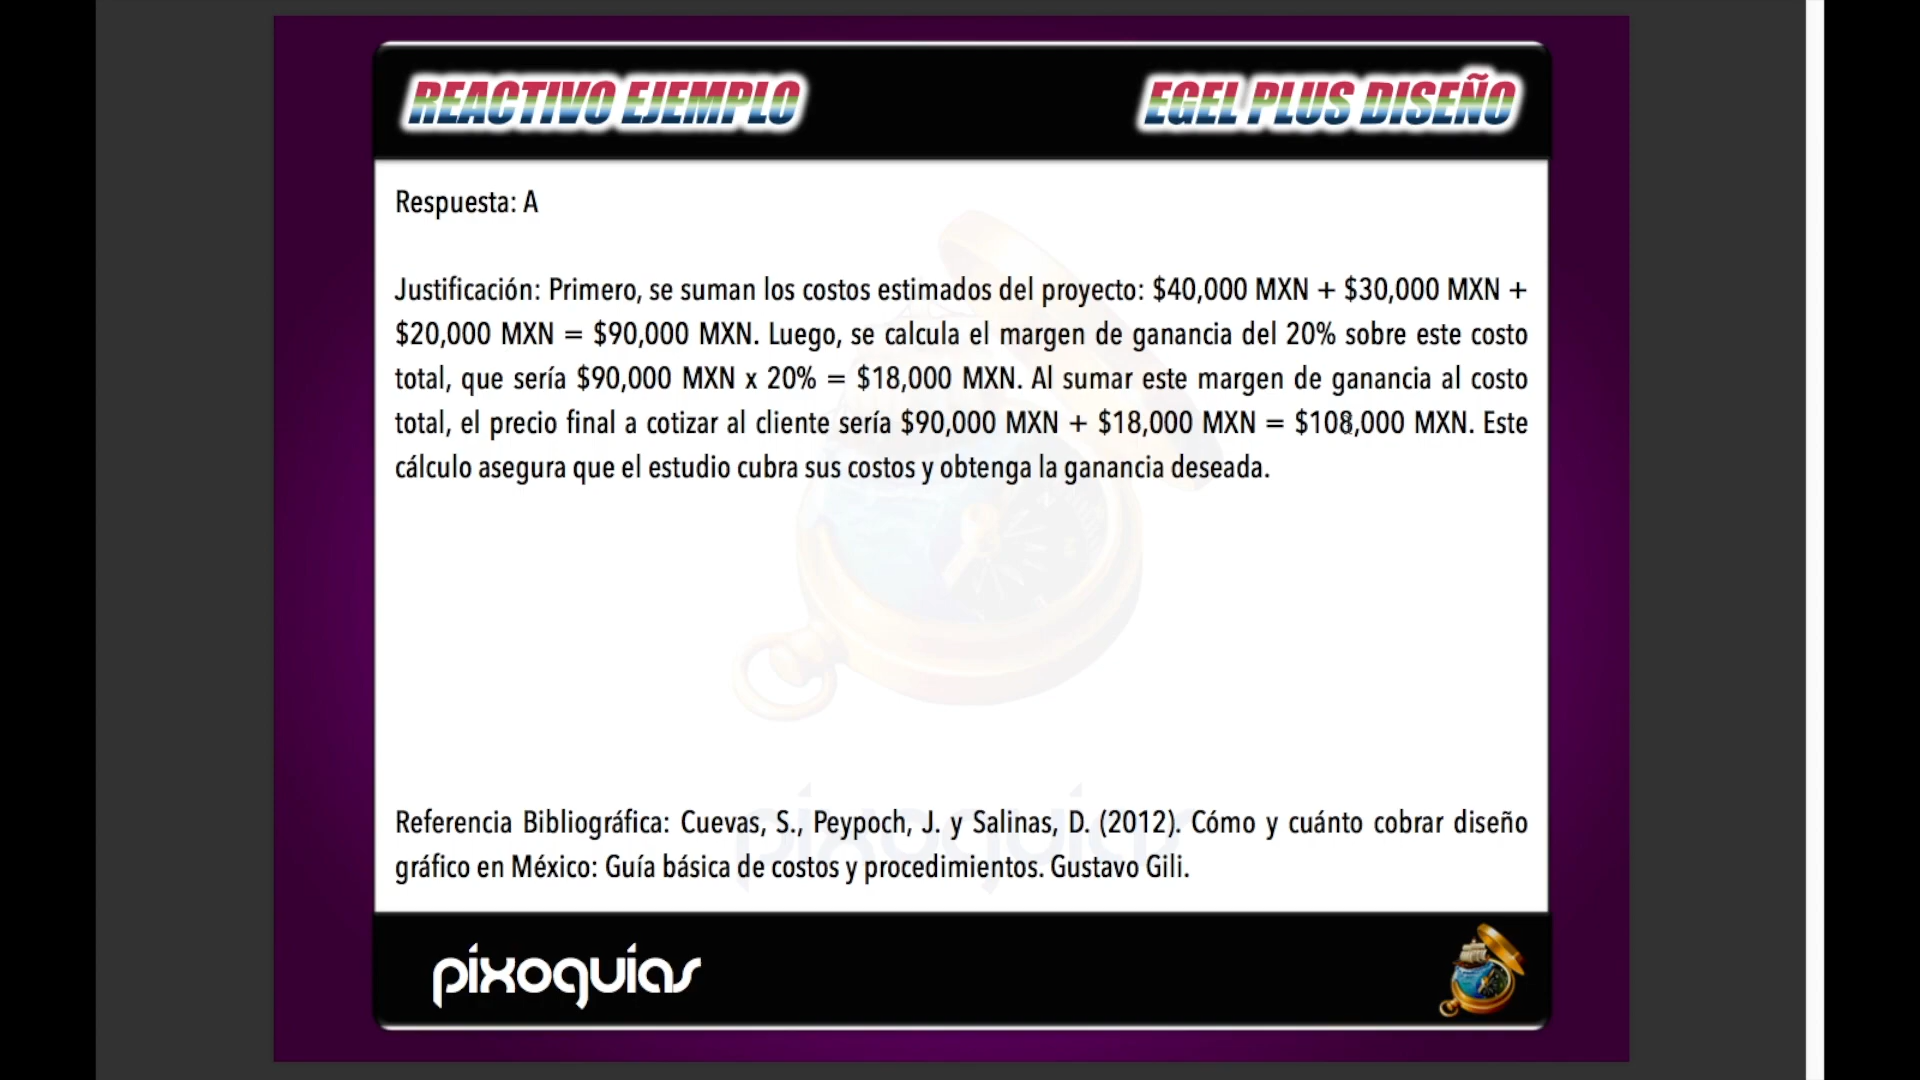 REACTIVO EJEMPLO
EGEL PLUS DISEÑO
Respuesta: A
Justificación: Primero, se suman los costos estimados del proyecto: $40,000 MXN + $30,000 MXN +
$20,000 MXN = $90,000 MXN. Luego, se calcula el margen de ganancia del 20% sobre este costo
total, que sería $90,000 MXN x 20% = $18,000 MXN. Al sumar este margen de ganancia al costo
total, el precio final a cotizar al cliente sería $90,000 MXN + $18,000 MXN = $108,000 MXN. Este
cálculo asegura que el estudio cubra sus costos y obtenga la ganancia deseada.
Referencia Bibliográfica: Cuevas, S., Peypoch, J. y Salinas, D. (2012). Cómo y cuánto cobrar diseño
gráfico en México: Guía básica de costos y procedimientos. Gustavo Gili.
pixoguías